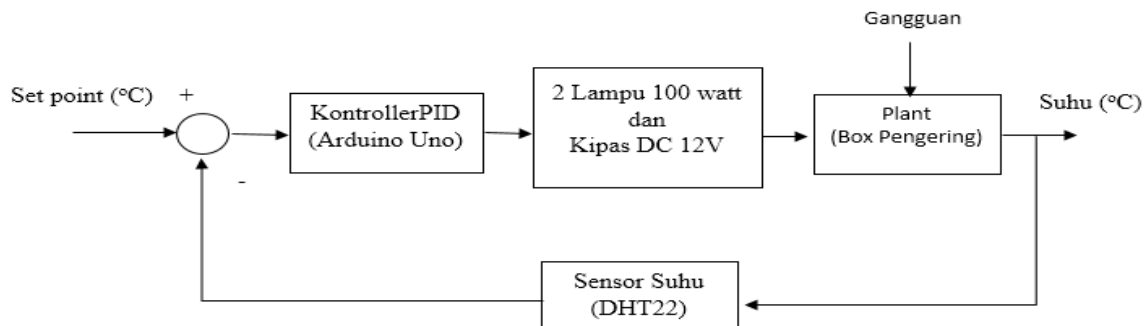 Gangguan
Set point (°C)
+
-
KontrollerPID
(Arduino Uno)
2 Lampu 100 watt
dan
Kipas DC 12V
Plant
(Box Pengering)
Suhu (°C)
Sensor Suhu
(DHT22)